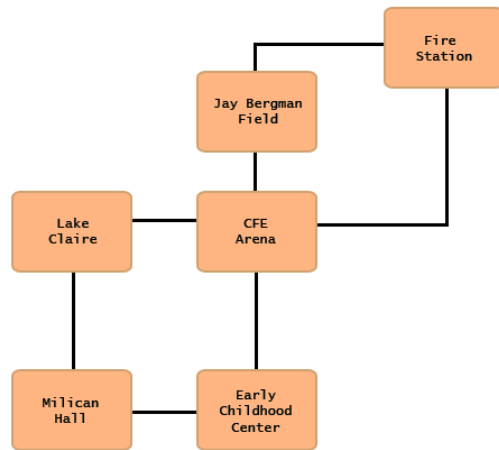 Fire
Station
Jay Bergman
Field
Lake
Claire
CFE
Arena
Milican
Hall
Early
Childhood
Center